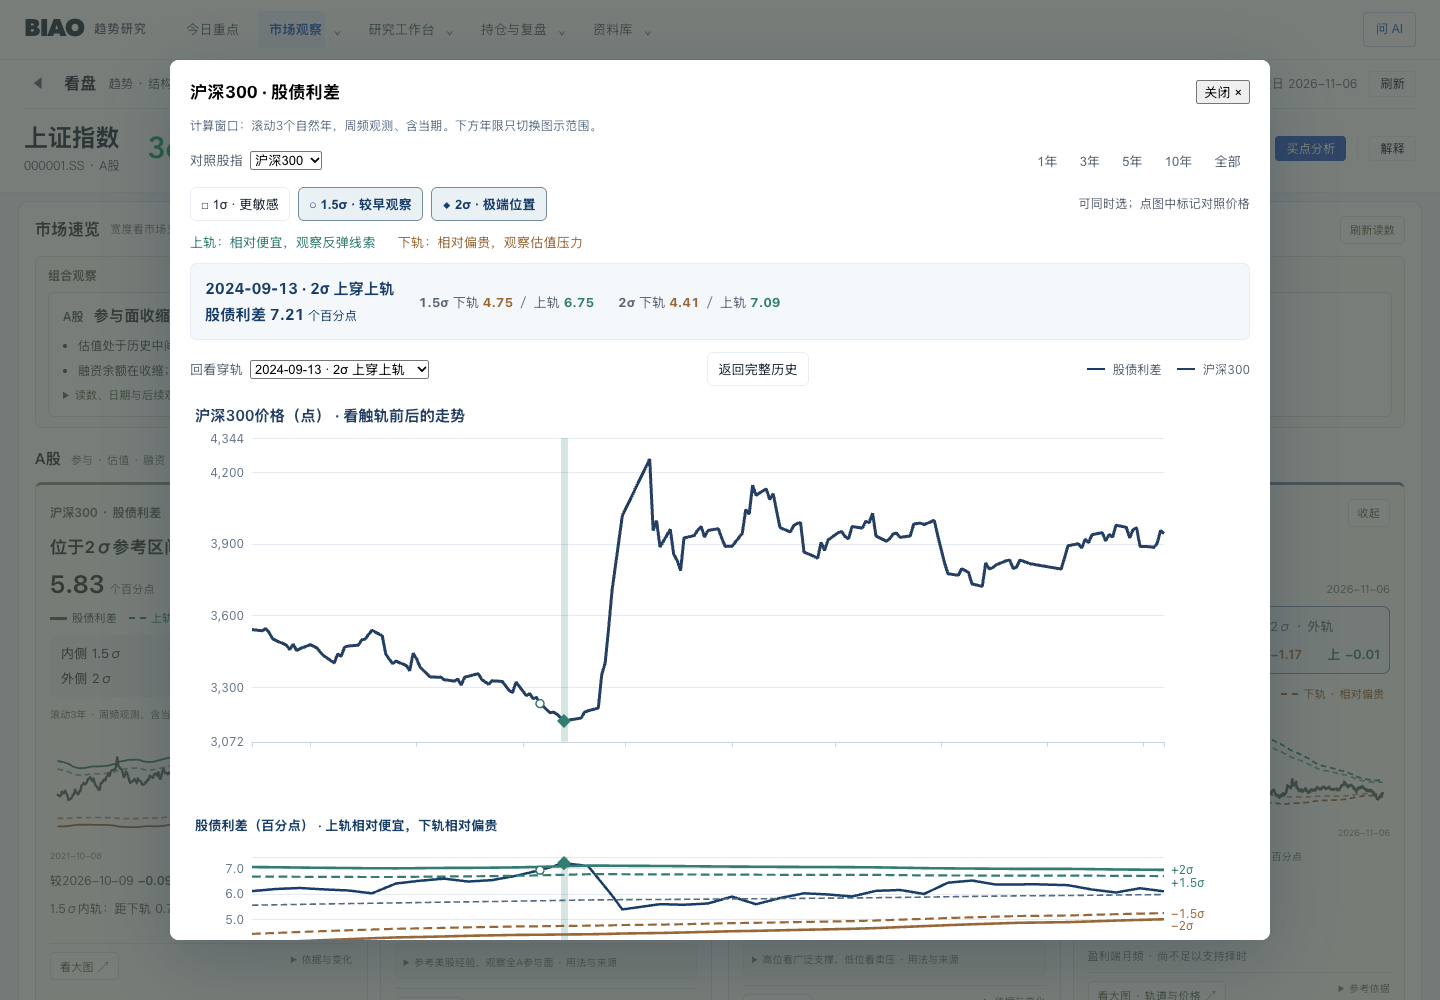 BIAO 趋势研究 今日重点 市场观察 研究工作台 持仓与复盘 资料库 问 AI
看盘 趋势 · 结构
日 2026-11-06 刷新
上证指数
000001.SS · A股
买点分析 解释
市场速览 宽度看市场
刷新读数
组合观察
A股 参与面收缩
估值处于历史中
融资余额在收缩；
读数、日期与后续
A股 参与 · 估值 · 融资
沪深300 · 股债利差
收起
位于2σ参考区间
5.83 个百分点
2026-11-06
股债利差 上轨
2σ · 外轨
内侧 1.5σ
-1.17 上 -0.01
外侧 2σ
下轨 · 相对偏贵
滚动3年 · 周频观测，含当
2021-10-08
2026-11-06
百分点
较2026-10-09 -0.09
1.5σ内轨：距下轨 0.7
看大图 ↗
依据与变化
参考美股经验，观察全A参与面 · 用法与来源
高位看广泛支撑，低位看卖压 · 用法与来源
盈利端月频 · 尚不足以支持择时
看大图 · 轨道与价格 ↗
参考依据
沪深300 · 股债利差
关闭 ×
计算窗口：滚动3个自然年，周频观测、含当期。下方年限只切换图示范围。
对照股指 沪深300
1年 3年 5年 10年 全部
□ 1σ · 更敏感 ○ 1.5σ · 较早观察 ◆ 2σ · 极端位置
可同时选；点图中标记对照价格
上轨：相对便宜，观察反弹线索 下轨：相对偏贵，观察估值压力
2024-09-13 · 2σ 上穿上轨
股债利差 7.21 个百分点
1.5σ 下轨 4.75 / 上轨 6.75 2σ 下轨 4.41 / 上轨 7.09
回看穿轨 2024-09-13 · 2σ 上穿上轨
返回完整历史
股债利差 沪深300
沪深300价格（点） · 看触轨前后的走势
4,344
4,200
3,900
3,600
3,300
3,072
股债利差（百分点） · 上轨相对便宜，下轨相对偏贵
7.0
6.0
5.0
+2σ
+1.5σ
−1.5σ
−2σ